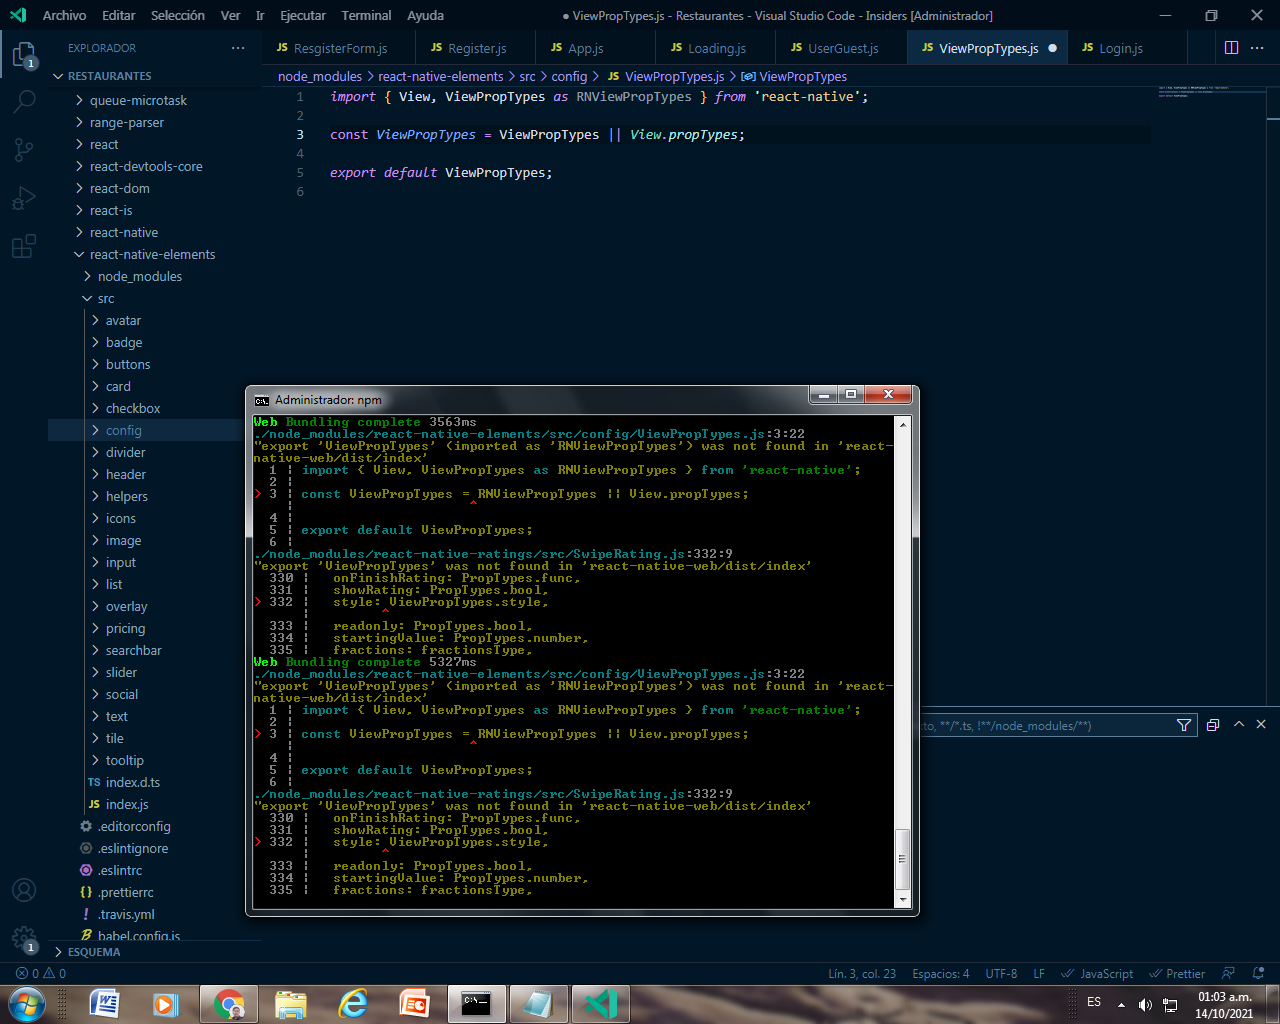 Archivo Editar Selección Ver Ir Ejecutar Terminal Ayuda
● ViewPropTypes.js - Restaurantes - Visual Studio Code - Insiders [Administrador]
EXPLORADOR ···
JS ResgisterForm.js JS Register.js JS App.js JS Loading.js JS UserGuest.js JS ViewPropTypes.js ● JS Login.js ···
node_modules > react-native-elements > src > config > JS ViewPropTypes.js > ViewPropTypes
1
RESTAURANTES
queue-microtask
range-parser
react
react-devtools-core
react-dom
react-is
react-native
react-native-elements
node_modules
src
avatar
badge
buttons
card
checkbox
config
divider
header
helpers
icons
image
input
list
overlay
pricing
searchbar
slider
social
text
tile
tooltip
TS index.d.ts
JS index.js
.editorconfig
.eslintignore
.eslintrc
{} .prettierrc
! .travis.yml
babel.config.js
ESQUEMA
1
1 import { View, ViewPropTypes as RNViewPropTypes } from 'react-native';
2
3 const ViewPropTypes = ViewPropTypes || View.propTypes;
4
5 export default ViewPropTypes;
6
Administrador: npm
Web Bundling complete 3563ms
./node_modules/react-native-elements/src/config/ViewPropTypes.js:3:22
"export 'ViewPropTypes' (imported as 'RNViewPropTypes') was not found in 'react-
native-web/dist/index'
1 | import { View, ViewPropTypes as RNViewPropTypes } from 'react-native';
2 |
> 3 | const ViewPropTypes = RNViewPropTypes || View.propTypes;
| ^
4 |
5 | export default ViewPropTypes;
6 |
./node_modules/react-native-ratings/src/SwipeRating.js:332:9
"export 'ViewPropTypes' was not found in 'react-native-web/dist/index'
330 | onFinishRating: PropTypes.func,
331 | showRating: PropTypes.bool,
> 332 | style: ViewPropTypes.style,
| ^
333 | readonly: PropTypes.bool,
334 | startingValue: PropTypes.number,
335 | fractions: fractionsType,
Web Bundling complete 5327ms
./node_modules/react-native-elements/src/config/ViewPropTypes.js:3:22
"export 'ViewPropTypes' (imported as 'RNViewPropTypes') was not found in 'react-
native-web/dist/index'
1 | import { View, ViewPropTypes as RNViewPropTypes } from 'react-native';
2 |
> 3 | const ViewPropTypes = RNViewPropTypes || View.propTypes;
| ^
4 |
5 | export default ViewPropTypes;
6 |
./node_modules/react-native-ratings/src/SwipeRating.js:332:9
"export 'ViewPropTypes' was not found in 'react-native-web/dist/index'
330 | onFinishRating: PropTypes.func,
331 | showRating: PropTypes.bool,
> 332 | style: ViewPropTypes.style,
| ^
333 | readonly: PropTypes.bool,
334 | startingValue: PropTypes.number,
335 | fractions: fractionsType,
**/*.ts, !**/node_modules/**)
0 0
Lín. 3, col. 23 Espacios: 4 UTF-8 LF JavaScript Prettier
ES
01:03 a.m.
14/10/2021